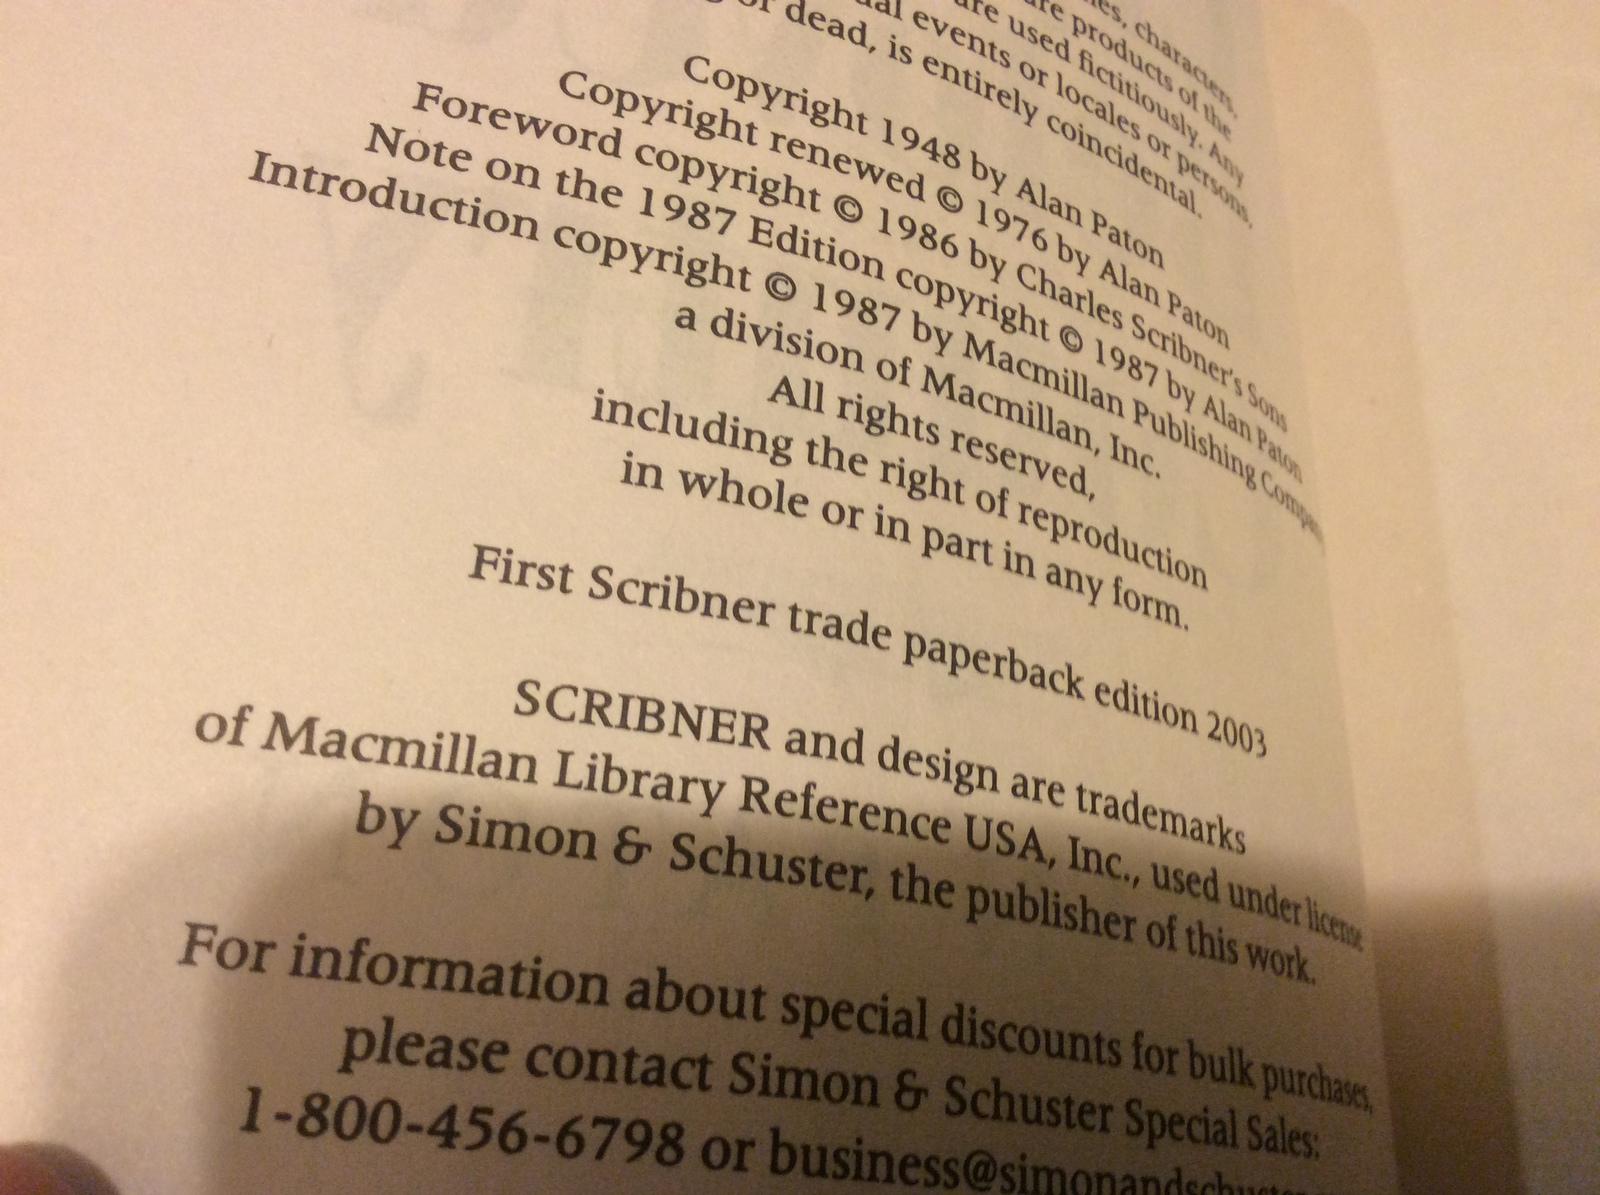 characters,
are products of the
are used fictitiously. Any
events or locales or persons,
or dead, is entirely coincidental.
Copyright 1948 by Alan Paton
Copyright renewed © 1976 by Alan Paton
Foreword copyright © 1986 by Charles Scribner's Sons
Note on the 1987 Edition copyright © 1987 by Alan Paton
Introduction copyright © 1987 by Macmillan Publishing
a division of Macmillan, Inc.
All rights reserved,
including the right of reproduction
in whole or in part in any form.
First Scribner trade paperback edition 2003
SCRIBNER and design are trademarks
of Macmillan Library Reference USA, Inc., used under license
by Simon & Schuster, the publisher of this work.
For information about special discounts for bulk purchases,
please contact Simon & Schuster Special Sales:
1-800-456-6798 or